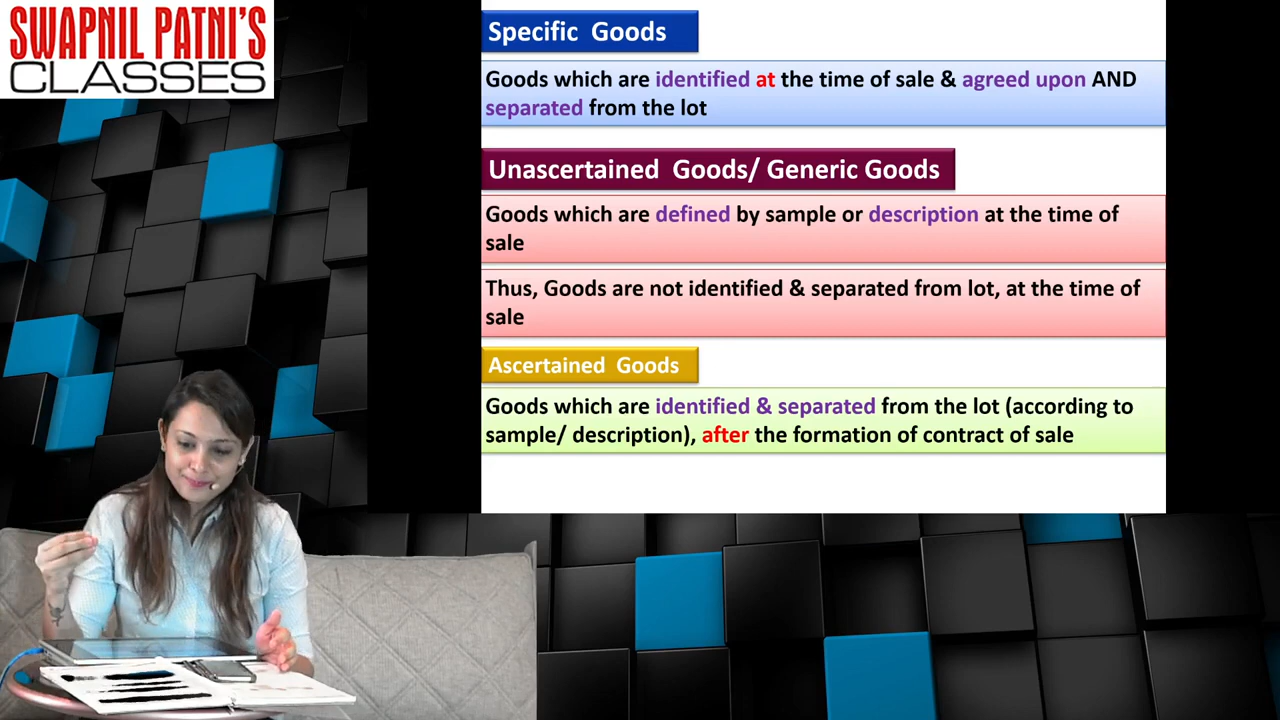 SWAPNIL PATNI'S
CLASSES
Specific Goods
Goods which are identified at the time of sale & agreed upon AND
separated from the lot
Unascertained Goods/ Generic Goods
Goods which are defined by sample or description at the time of
sale
Thus, Goods are not identified & separated from lot, at the time of
sale
Ascertained Goods
Goods which are identified & separated from the lot (according to
sample/ description), after the formation of contract of sale